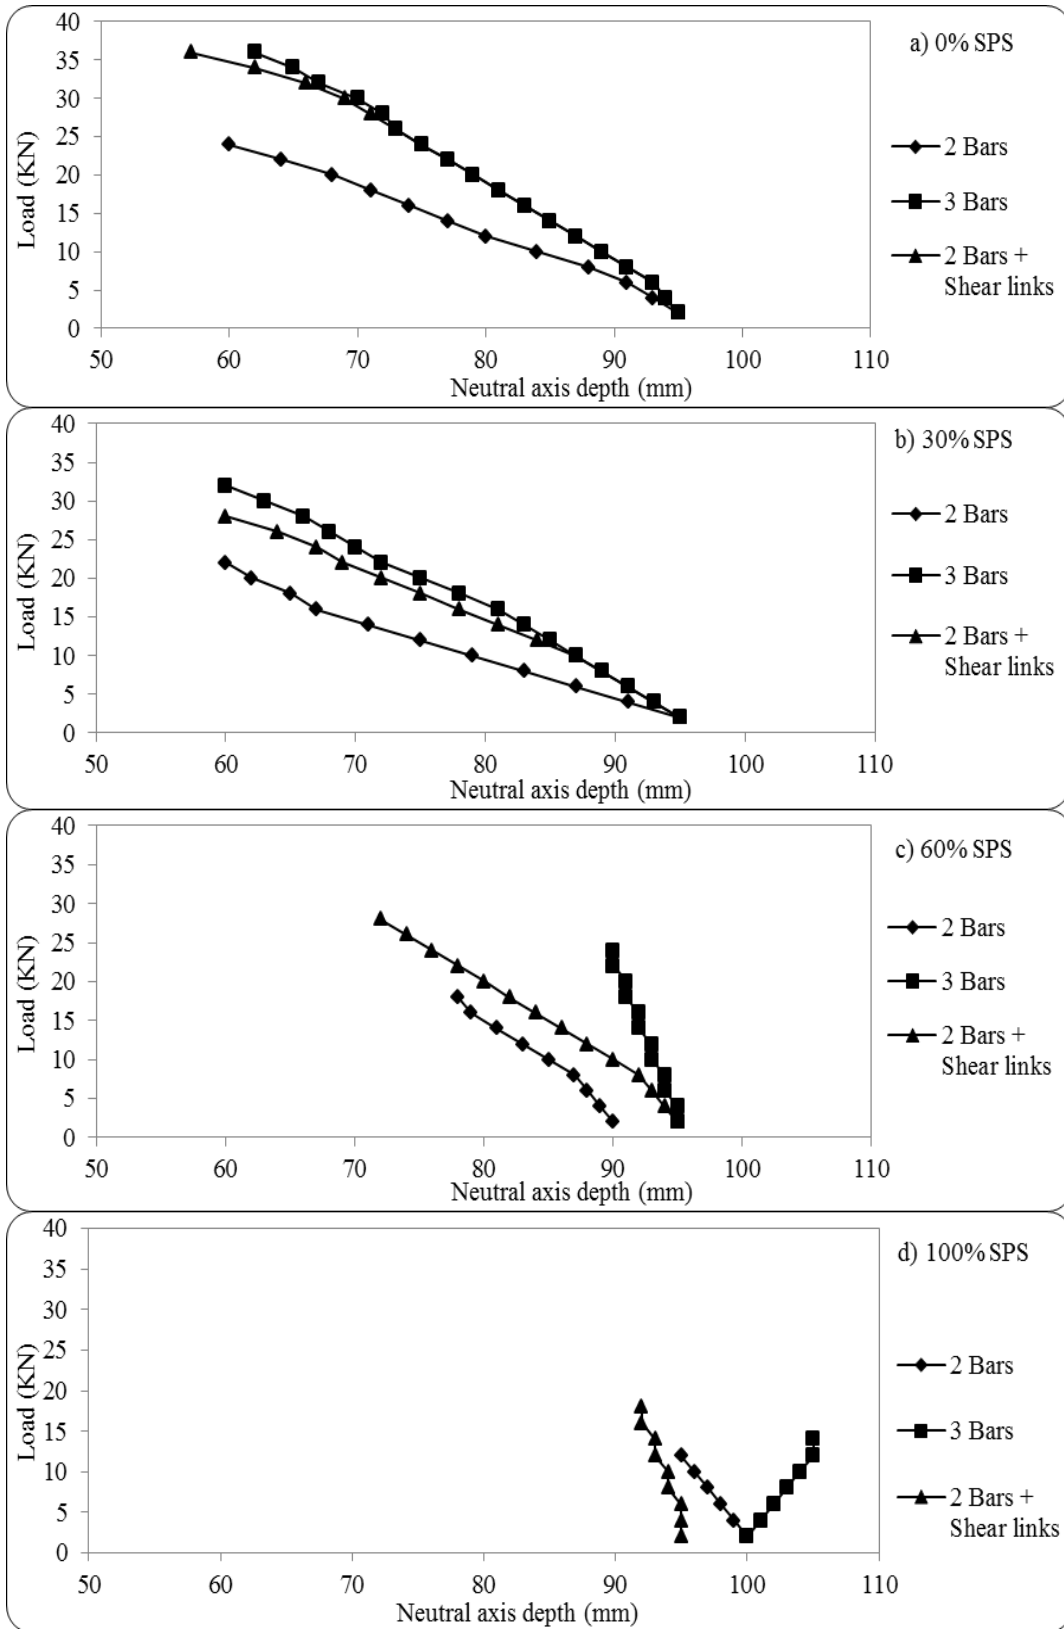 a) 0% SPS
40
35
30
25
20
15
10
5
0
Load (KN)
50 60 70 80 90 100 110
Neutral axis depth (mm)
2 Bars
3 Bars
2 Bars +
Shear links
b) 30% SPS
40
35
30
25
20
15
10
5
0
Load (KN)
50 60 70 80 90 100 110
Neutral axis depth (mm)
2 Bars
3 Bars
2 Bars +
Shear links
c) 60% SPS
40
35
30
25
20
15
10
5
0
Load (KN)
50 60 70 80 90 100 110
Neutral axis depth (mm)
2 Bars
3 Bars
2 Bars +
Shear links
d) 100% SPS
40
35
30
25
20
15
10
5
0
Load (KN)
50 60 70 80 90 100 110
Neutral axis depth (mm)
2 Bars
3 Bars
2 Bars +
Shear links